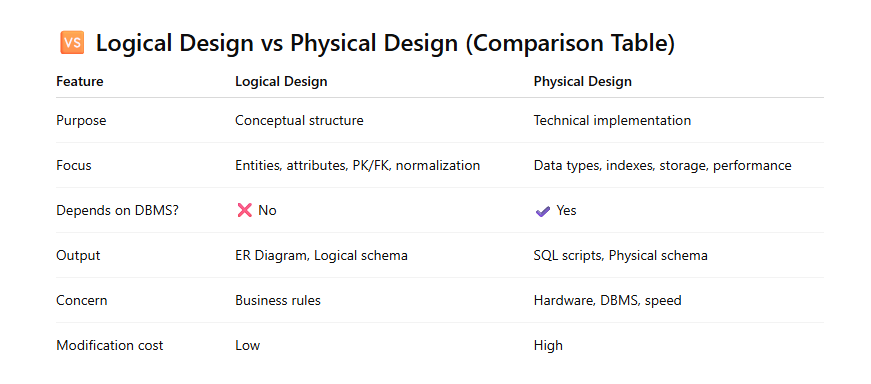 🆚 Logical Design vs Physical Design (Comparison Table)
Feature Logical Design Physical Design
Purpose Conceptual structure Technical implementation
Focus Entities, attributes, PK/FK, normalization Data types, indexes, storage, performance
Depends on DBMS? ❌ No ✔ Yes
Output ER Diagram, Logical schema SQL scripts, Physical schema
Concern Business rules Hardware, DBMS, speed
Modification cost Low High